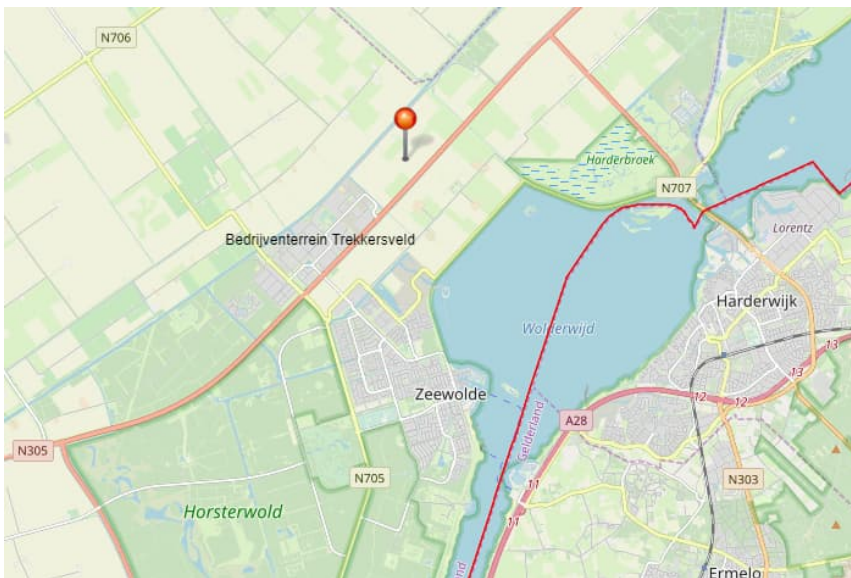 N706
Harderbroek
N707
Lorentz
Bedrijventerrein Trekkersveld
Harderwijk
Wolderwijd
13
13
Zeewolde
12
12
A28
Gelderland
N305
N705
11
N303
Horsterwold
11
Ermelo